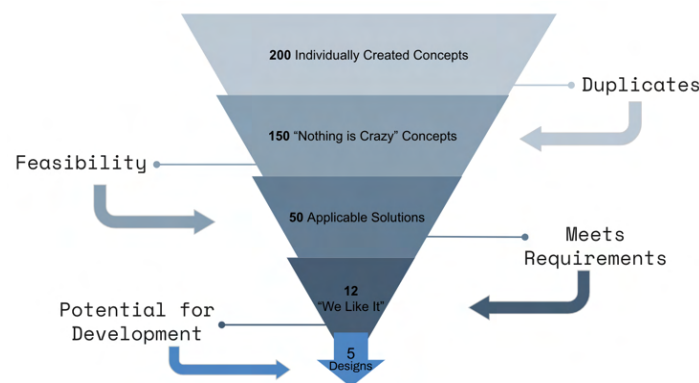 200 Individually Created Concepts
Duplicates
150 “Nothing is Crazy” Concepts
Feasibility
50 Applicable Solutions
Meets
Requirements
12
“We Like It”
Potential for
Development
5
Designs